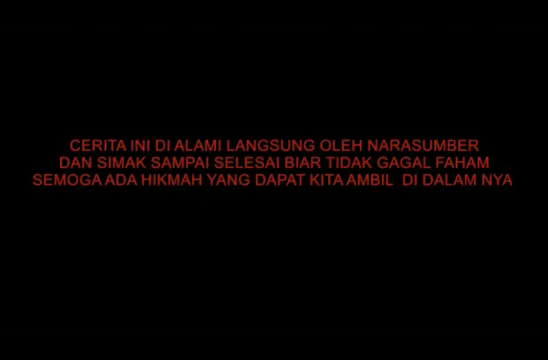 CERITA INI DI ALAMI LANGSUNG OLEH NARASUMBER
DAN SIMAK SAMPAI SELESAI BIAR TIDAK GAGAL FAHAM
SEMOGA ADA HIKMAH YANG DAPAT KITA AMBIL DI DALAM NYA